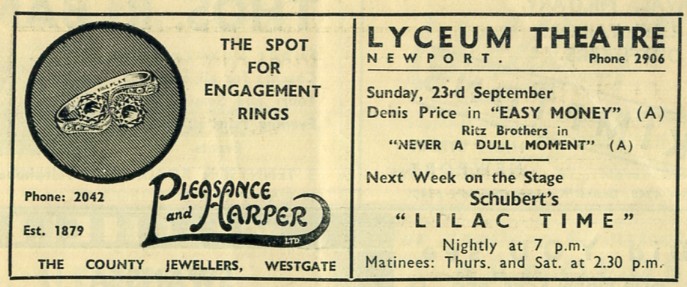 THE SPOT
FOR
ENGAGEMENT
RINGS
Phone: 2042
Est. 1879
PLEASANCE
and HARPER
LTD
THE COUNTY JEWELLERS, WESTGATE
LYCEUM THEATRE
NEWPORT. Phone 2906
Sunday, 23rd September
Denis Price in "EASY MONEY" (A)
Ritz Brothers in
"NEVER A DULL MOMENT" (A)
Next Week on the Stage
Schubert's
"LILAC TIME"
Nightly at 7 p.m.
Matinees: Thurs. and Sat. at 2.30 p.m.